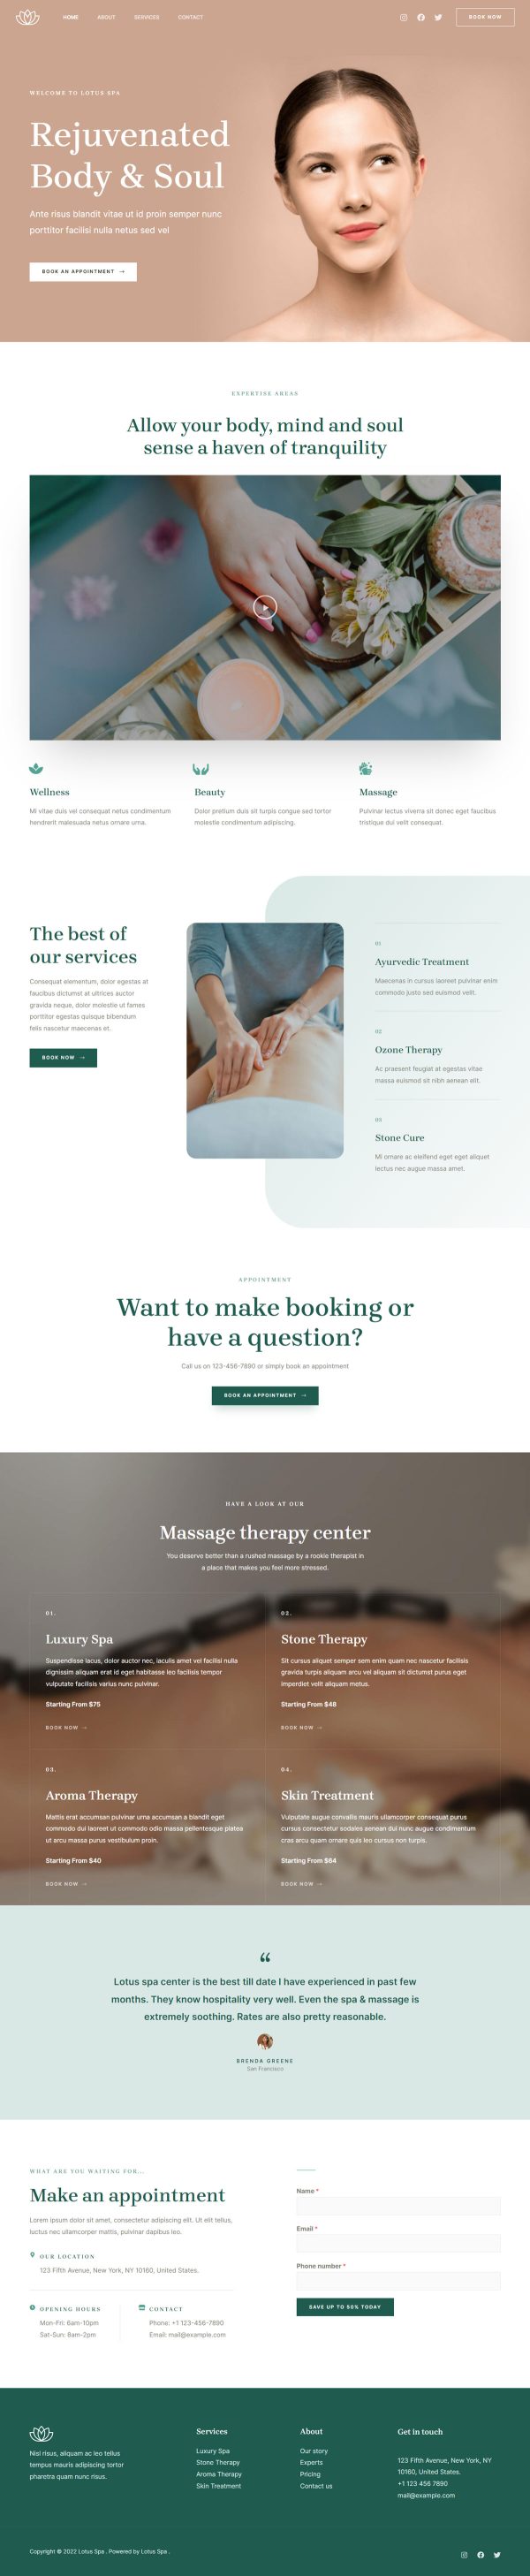 HOME
ABOUT
SERVICES
CONTACT
BOOK NOW
WELCOME TO LOTUS SPA
Rejuvenated
Body & Soul
Ante risus blandit vitae ut id proin semper nunc
porttitor facilisi nulla netus sed vel
BOOK AN APPOINTMENT →
EXPERTISE AREAS
Allow your body, mind and soul
sense a haven of tranquility
Wellness
Mi vitae duis vel consequat netus condimentum
hendrerit malesuada netus ornare urna.
Beauty
Dolor pretium duis sit turpis congue sed tortor
molestie condimentum adipiscing.
Massage
Pulvinar lectus viverra sit donec eget faucibus
tristique dui velit consequat.
The best of
our services
Consequat elementum, dolor egestas at
faucibus dictumst at ultrices auctor
gravida neque, dolor molestie ut fames
porttitor egestas quisque bibendum
felis nascetur maecenas et.
BOOK NOW →
01
Ayurvedic Treatment
Maecenas in cursus laoreet pulvinar enim
commodo justo sed euismod velit.
02
Ozone Therapy
Ac praesent feugiat at egestas vitae
massa euismod sit nibh aenean elit.
03
Stone Cure
Mi ornare ac eleifend eget eget aliquet
lectus nec augue massa amet.
APPOINTMENT
Want to make booking or
have a question?
Call us on 123-456-7890 or simply book an appointment
BOOK AN APPOINTMENT →
HAVE A LOOK AT OUR
Massage therapy center
You deserve better than a rushed massage by a rookie therapist in
a place that makes you feel more stressed.
01.
Luxury Spa
Suspendisse lacus, dolor auctor nec, iaculis amet vel facilisi nulla
dignissim aliquam erat id eget habitasse leo facilisis tempor
vulputate facilisis varius nunc pulvinar.
Starting From $75
BOOK NOW →
02.
Stone Therapy
Sit cursus aliquet semper sem enim quam nec nascetur facilisis
gravida turpis aliquam arcu vel aliquam sit dictumst purus eget
imperdiet velit aliquam metus.
Starting From $48
BOOK NOW →
03.
Aroma Therapy
Mattis erat accumsan pulvinar urna accumsan a blandit eget
commodo dui laoreet ut commodo odio massa pellentesque platea
ut arcu massa purus vestibulum proin.
Starting From $40
BOOK NOW →
04.
Skin Treatment
Vulputate augue convallis mauris ullamcorper consequat purus
cursus consectetur sodales aenean dui nunc augue condimentum
cras arcu quam ornare quis leo cursus non turpis.
Starting From $64
BOOK NOW →
“
Lotus spa center is the best till date I have experienced in past few
months. They know hospitality very well. Even the spa & massage is
extremely soothing. Rates are also pretty reasonable.
BRENDA GREENE
San Francisco
WHAT ARE YOU WAITING FOR...
Make an appointment
Lorem ipsum dolor sit amet, consectetur adipiscing elit. Ut elit tellus,
luctus nec ullamcorper mattis, pulvinar dapibus leo.
OUR LOCATION
123 Fifth Avenue, New York, NY 10160, United States.
OPENING HOURS
Mon-Fri: 6am-10pm
Sat-Sun: 6am-2pm
CONTACT
Phone: +1 123-456-7890
Email: mail@example.com
Name *
Email *
Phone number *
SAVE UP TO 50% TODAY
Nisl risus, aliquam ac leo tellus
tempus mauris adipiscing tortor
pharetra quam nunc risus.
Services
Luxury Spa
Stone Therapy
Aroma Therapy
Skin Treatment
About
Our story
Experts
Pricing
Contact us
Get in touch
123 Fifth Avenue, New York, NY
10160, United States.
+1 123 456 7890
mail@example.com
Copyright © 2022 Lotus Spa . Powered by Lotus Spa .